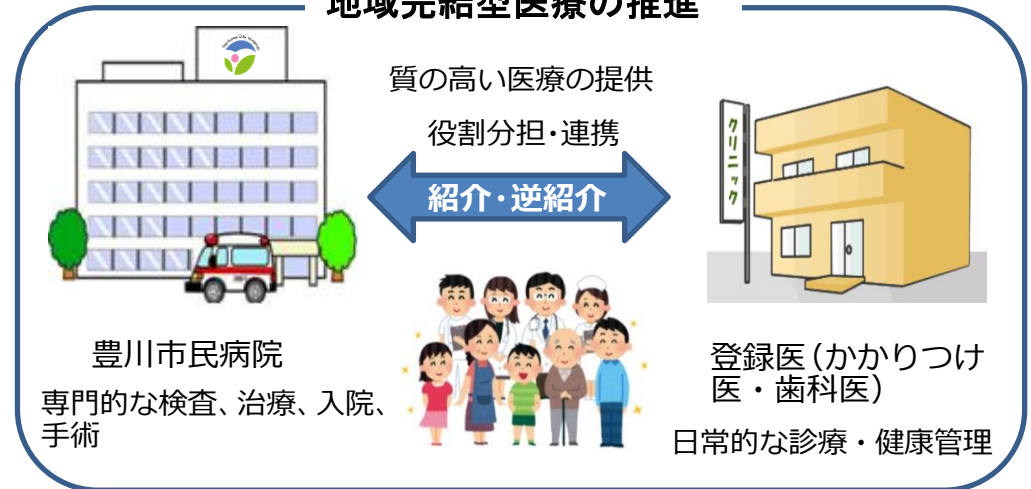 地域完結型医療の推進
質の高い医療の提供
役割分担・連携
紹介・逆紹介
クリニック
豊川市民病院
専門的な検査、治療、入院、
手術
登録医（かかりつけ
医・歯科医）
日常的な診療・健康管理